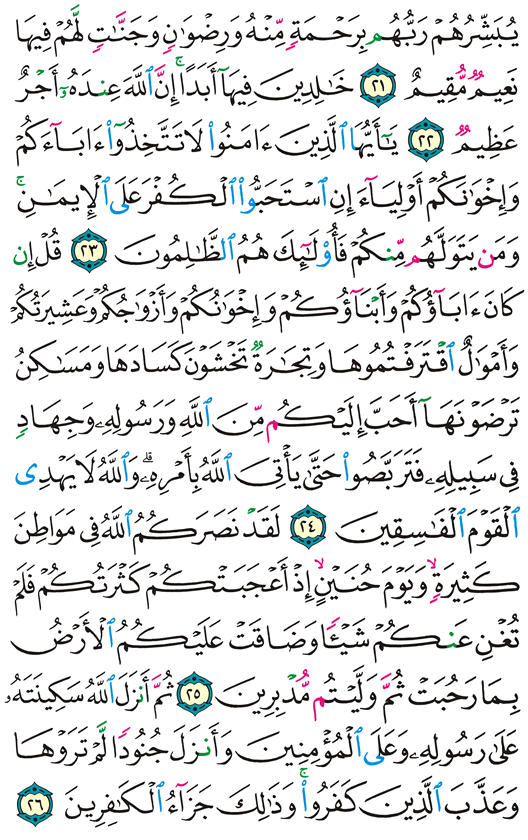 يُبَشِّرُهُمْ رَبُّهُم بِرَحْمَةٍ مِّنْهُ وَرِضْوَٰنٍ وَجَنَّـٰتٍ لَّهُمْ فِيهَا
نَعِيمٌ مُّقِيمٌ ٢١ خَـٰلِدِينَ فِيهَآ أَبَدًا ۚ إِنَّ ٱللَّهَ عِندَهُۥٓ أَجْرٌ
عَظِيمٌ ٢٢ يَـٰٓأَيُّهَا ٱلَّذِينَ ءَامَنُوا۟ لَا تَتَّخِذُوٓا۟ ءَابَآءَكُمْ
وَإِخْوَٰنَكُمْ أَوْلِيَآءَ إِنِ ٱسْتَحَبُّوا۟ ٱلْكُفْرَ عَلَى ٱلْإِيمَـٰنِ ۚ
وَمَن يَتَوَلَّهُم مِّنكُمْ فَأُو۟لَـٰٓئِكَ هُمُ ٱلظَّـٰلِمُونَ ٢٣ قُلْ إِن
كَانَ ءَابَآؤُكُمْ وَأَبْنَآؤُكُمْ وَإِخْوَٰنُكُمْ وَأَزْوَٰجُكُمْ وَعَشِيرَتُكُمْ
وَأَمْوَٰلٌ ٱقْتَرَفْتُمُوهَا وَتِجَـٰرَةٌ تَخْشَوْنَ كَسَادَهَا وَمَسَـٰكِنُ
تَرْضَوْنَهَآ أَحَبَّ إِلَيْكُم مِّنَ ٱللَّهِ وَرَسُولِهِۦ وَجِهَادٍ
فِى سَبِيلِهِۦ فَتَرَبَّصُوا۟ حَتَّىٰ يَأْتِىَ ٱللَّهُ بِأَمْرِهِۦ ۗ وَٱللَّهُ لَا يَهْدِى
ٱلْقَوْمَ ٱلْفَـٰسِقِينَ ٢٤ لَقَدْ نَصَرَكُمُ ٱللَّهُ فِى مَوَاطِنَ
كَثِيرَةٍ ۙ وَيَوْمَ حُنَيْنٍ ۙ إِذْ أَعْجَبَتْكُمْ كَثْرَتُكُمْ فَلَمْ
تُغْنِ عَنكُمْ شَيْـًٔا وَضَاقَتْ عَلَيْكُمُ ٱلْأَرْضُ
بِمَا رَحُبَتْ ثُمَّ وَلَّيْتُم مُّدْبِرِينَ ٢٥ ثُمَّ أَنزَلَ ٱللَّهُ سَكِينَتَهُۥ
عَلَىٰ رَسُولِهِۦ وَعَلَى ٱلْمُؤْمِنِينَ وَأَنزَلَ جُنُودًا لَّمْ تَرَوْهَا
وَعَذَّبَ ٱلَّذِينَ كَفَرُوا۟ ۚ وَذَٰلِكَ جَزَآءُ ٱلْكَـٰفِرِينَ ٢٦